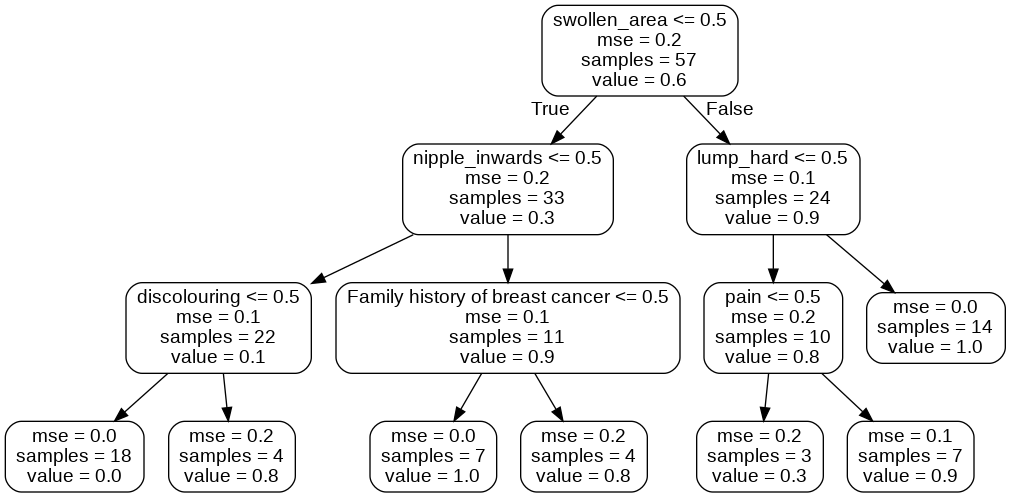 swollen_area <= 0.5
mse = 0.2
samples = 57
value = 0.6
True
False
nipple_inwards <= 0.5
mse = 0.2
samples = 33
value = 0.3
lump_hard <= 0.5
mse = 0.1
samples = 24
value = 0.9
discolouring <= 0.5
mse = 0.1
samples = 22
value = 0.1
Family history of breast cancer <= 0.5
mse = 0.1
samples = 11
value = 0.9
pain <= 0.5
mse = 0.2
samples = 10
value = 0.8
mse = 0.0
samples = 14
value = 1.0
mse = 0.0
samples = 18
value = 0.0
mse = 0.2
samples = 4
value = 0.8
mse = 0.0
samples = 7
value = 1.0
mse = 0.2
samples = 4
value = 0.8
mse = 0.2
samples = 3
value = 0.3
mse = 0.1
samples = 7
value = 0.9